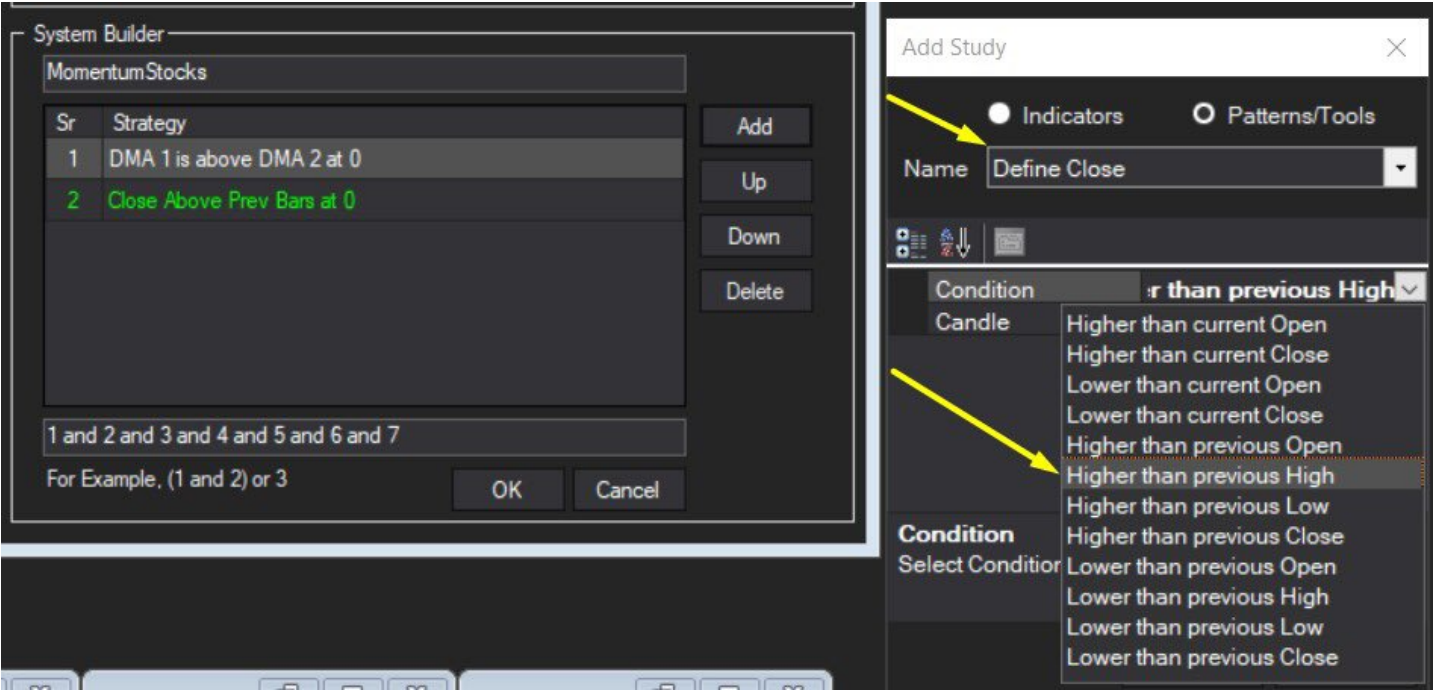 System Builder
MomentumStocks
Sr Strategy
1 DMA 1 is above DMA 2 at 0
2 Close Above Prev Bars at 0
Add
Up
Down
Delete
1 and 2 and 3 and 4 and 5 and 6 and 7
For Example, (1 and 2) or 3
OK Cancel
Add Study
Indicators Patterns/Tools
Name Define Close
Condition r than previous High
Candle
Higher than current Open
Higher than current Close
Lower than current Open
Lower than current Close
Higher than previous Open
Higher than previous High
Higher than previous Low
Higher than previous Close
Lower than previous Open
Lower than previous High
Lower than previous Low
Lower than previous Close
Condition
Select Condition